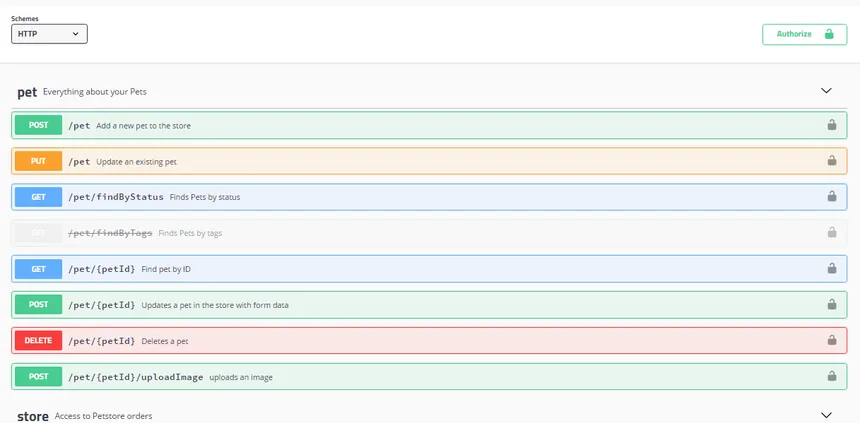 Schemes
HTTP
Authorize
pet Everything about your Pets
POST /pet Add a new pet to the store
PUT /pet Update an existing pet
GET /pet/findByStatus Finds Pets by status
GET /pet/findByTags Finds Pets by tags
GET /pet/{petId} Find pet by ID
POST /pet/{petId} Updates a pet in the store with form data
DELETE /pet/{petId} Deletes a pet
POST /pet/{petId}/uploadImage uploads an image
store Access to Petstore orders